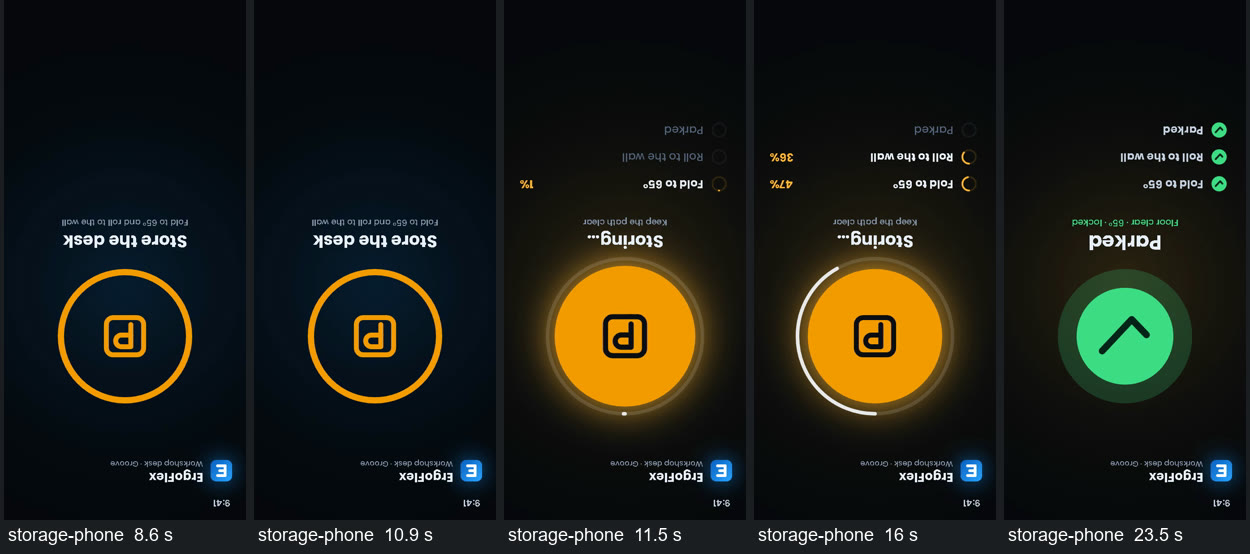 9:41
E
ErgoFlex
Workshop desk · Groove
P
Store the desk
Fold to 65° and roll to the wall
storage-phone 8.6 s
9:41
E
ErgoFlex
Workshop desk · Groove
P
Store the desk
Fold to 65° and roll to the wall
storage-phone 10.9 s
9:41
E
ErgoFlex
Workshop desk · Groove
P
Storing...
Keep the path clear
Fold to 65° 1%
Roll to the wall
Parked
storage-phone 11.5 s
9:41
E
ErgoFlex
Workshop desk · Groove
P
Storing...
Keep the path clear
Fold to 65° 47%
Roll to the wall 36%
Parked
storage-phone 16 s
9:41
E
ErgoFlex
Workshop desk · Groove
Parked
Floor clear · 65° · locked
Fold to 65°
Roll to the wall
Parked
storage-phone 23.5 s